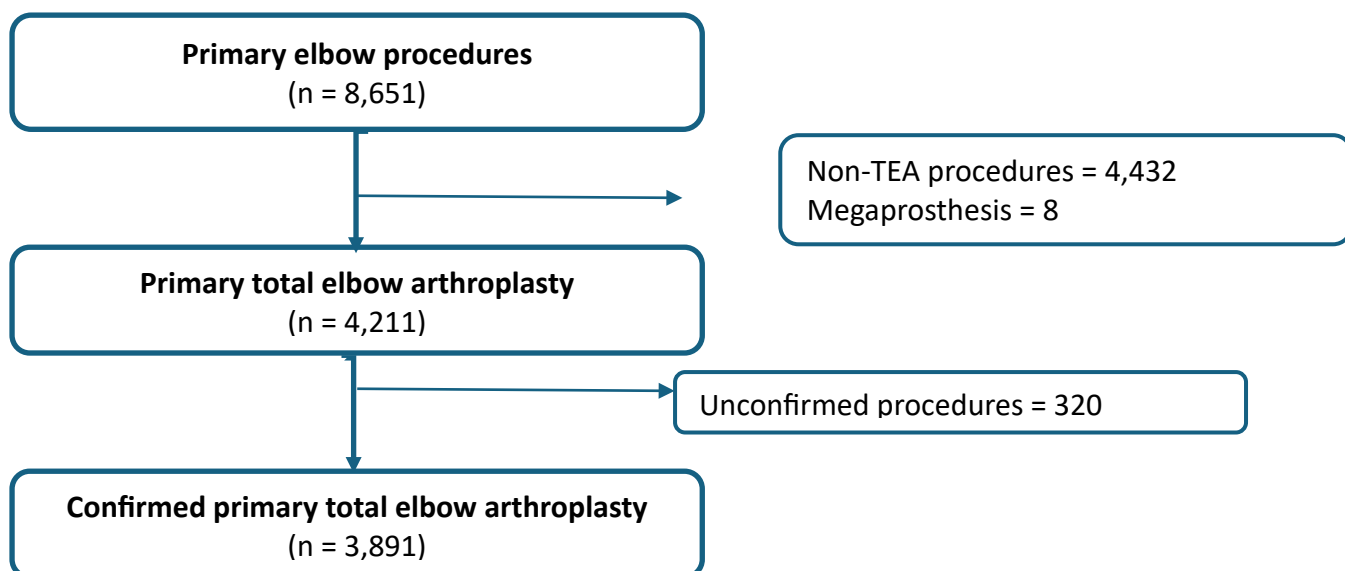 Primary elbow procedures
(n = 8,651)
Non-TEA procedures = 4,432
Megaprosthesis = 8
Primary total elbow arthroplasty
(n = 4,211)
Unconfirmed procedures = 320
Confirmed primary total elbow arthroplasty
(n = 3,891)